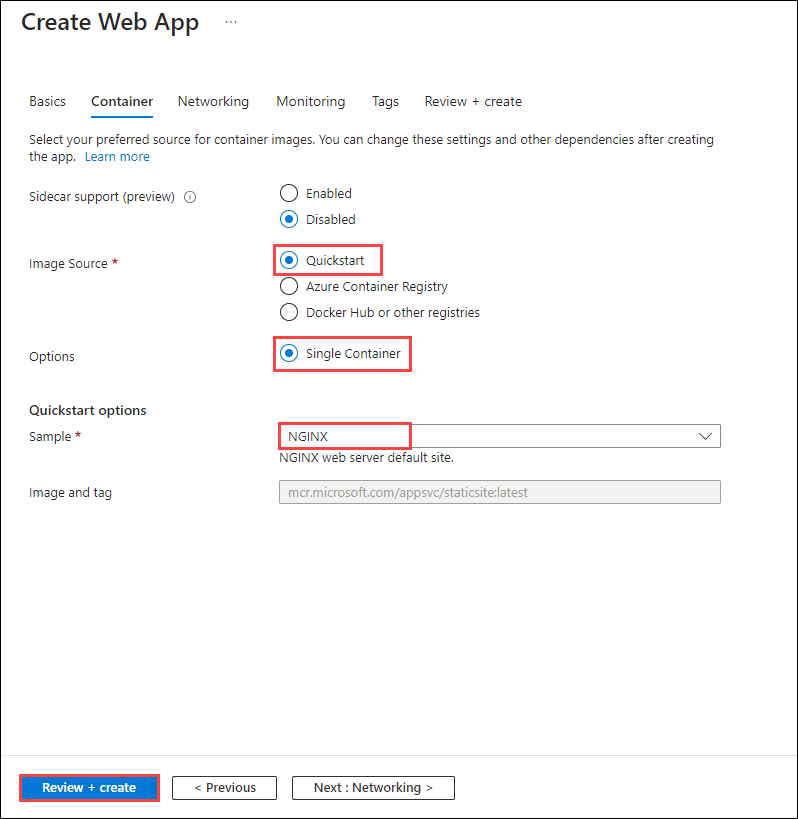 Create Web App ...
Basics Container Networking Monitoring Tags Review + create
Select your preferred source for container images. You can change these settings and other dependencies after creating
the app. Learn more
Sidecar support (preview)
Enabled
Disabled
Image Source *
Quickstart
Azure Container Registry
Docker Hub or other registries
Options
Single Container
Quickstart options
Sample *
NGINX
NGINX web server default site.
Image and tag
mcr.microsoft.com/appsvc/staticsite:latest
Review + create < Previous Next : Networking >